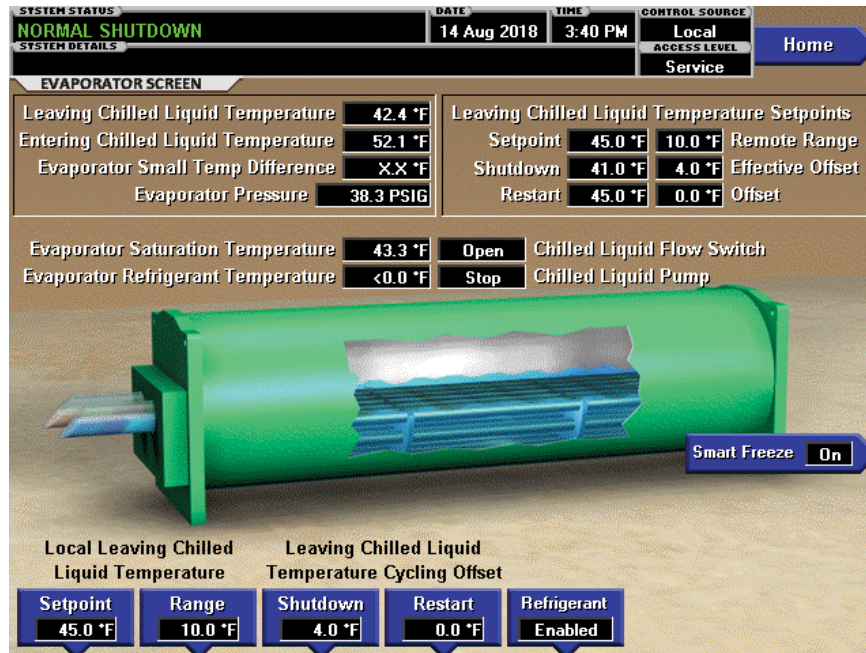 SYSTEM STATUS DATE TIME CONTROL SOURCE
NORMAL SHUTDOWN 14 Aug 2018 3:40 PM Local
SYSTEM DETAILS ACCESS LEVEL Home
Service
EVAPORATOR SCREEN
Leaving Chilled Liquid Temperature 42.4 °F Leaving Chilled Liquid Temperature Setpoints
Entering Chilled Liquid Temperature 52.1 °F Setpoint 45.0 °F 10.0 °F Remote Range
Evaporator Small Temp Difference X.X °F Shutdown 41.0 °F 4.0 °F Effective Offset
Evaporator Pressure 38.3 PSIG Restart 45.0 °F 0.0 °F Offset
Evaporator Saturation Temperature 43.3 °F Open Chilled Liquid Flow Switch
Evaporator Refrigerant Temperature <0.0 °F Stop Chilled Liquid Pump
Smart Freeze On
Local Leaving Chilled Leaving Chilled Liquid
Liquid Temperature Temperature Cycling Offset
Setpoint Range Shutdown Restart Refrigerant
45.0 °F 10.0 °F 4.0 °F 0.0 °F Enabled